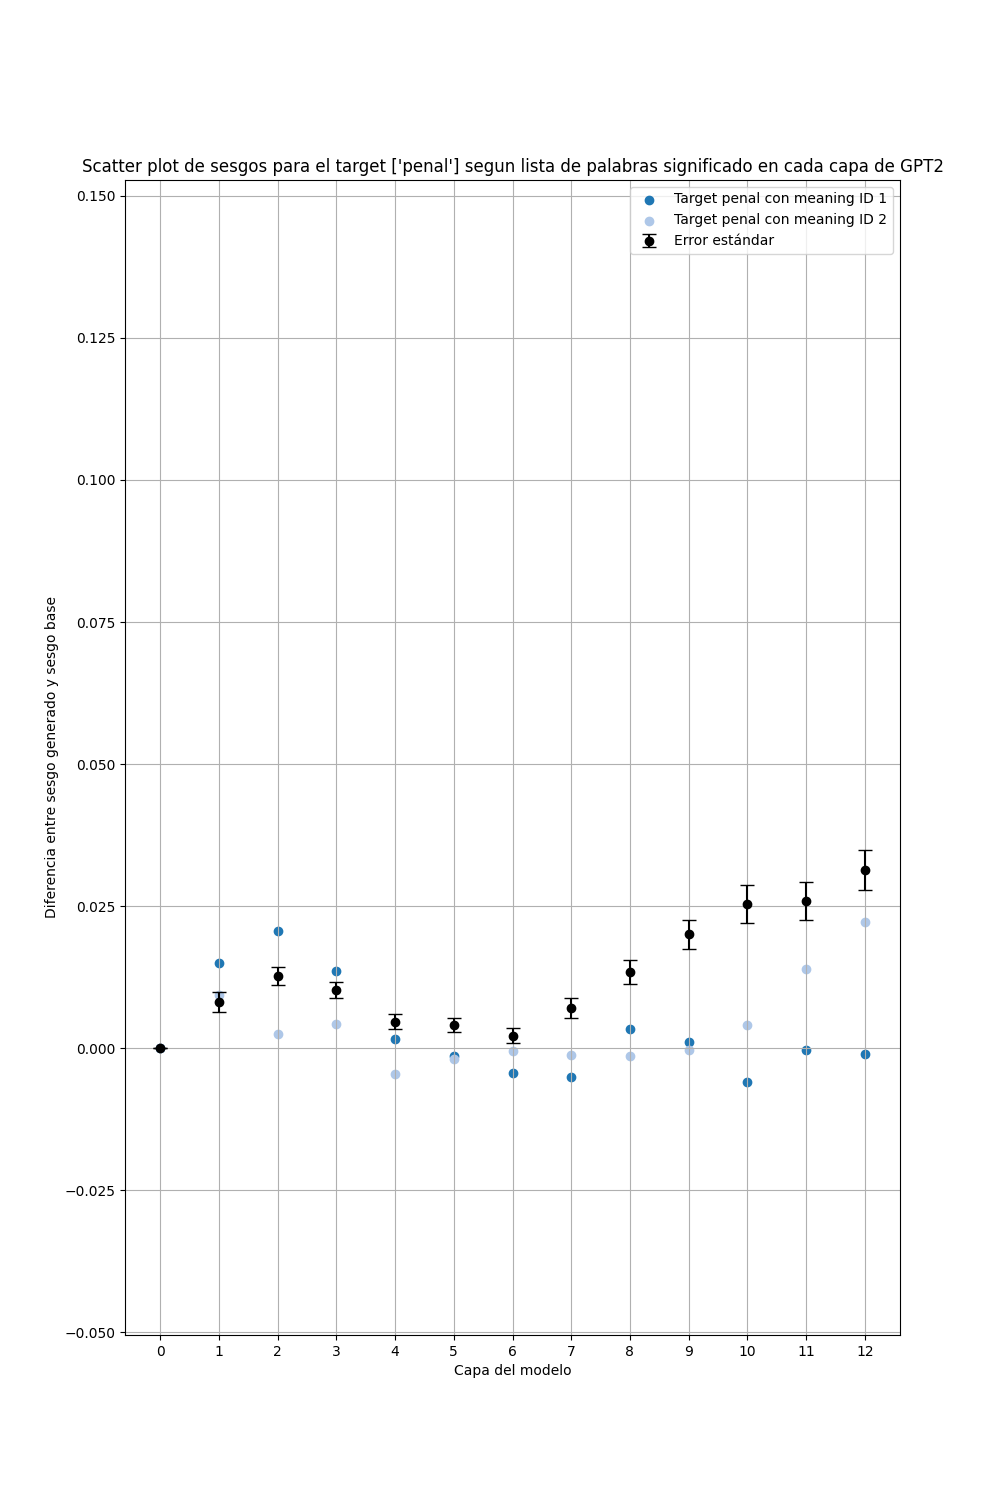 Scatter plot de sesgos para el target ['penal'] segun lista de palabras significado en cada capa de GPT2
Target penal con meaning ID 1
Target penal con meaning ID 2
Error estándar
0.150
0.125
0.100
0.075
0.050
0.025
0.000
−0.025
−0.050
Diferencia entre sesgo generado y sesgo base
0 1 2 3 4 5 6 7 8 9 10 11 12
Capa del modelo